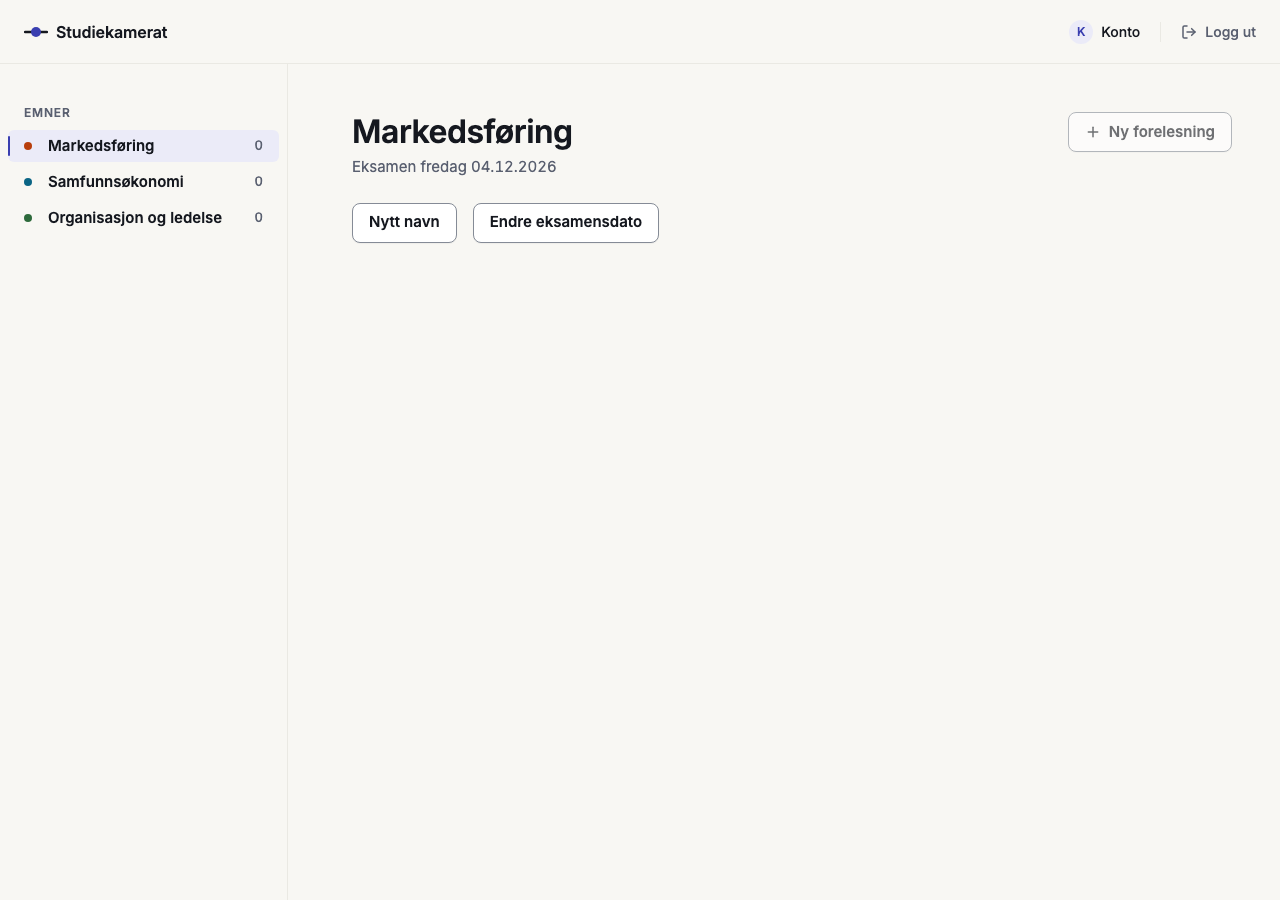 Studiekamerat
K Konto
Logg ut
EMNER
Markedsføring 0
Samfunnsøkonomi 0
Organisasjon og ledelse 0
Markedsføring
Eksamen fredag 04.12.2026
Nytt navn
Endre eksamensdato
+ Ny forelesning